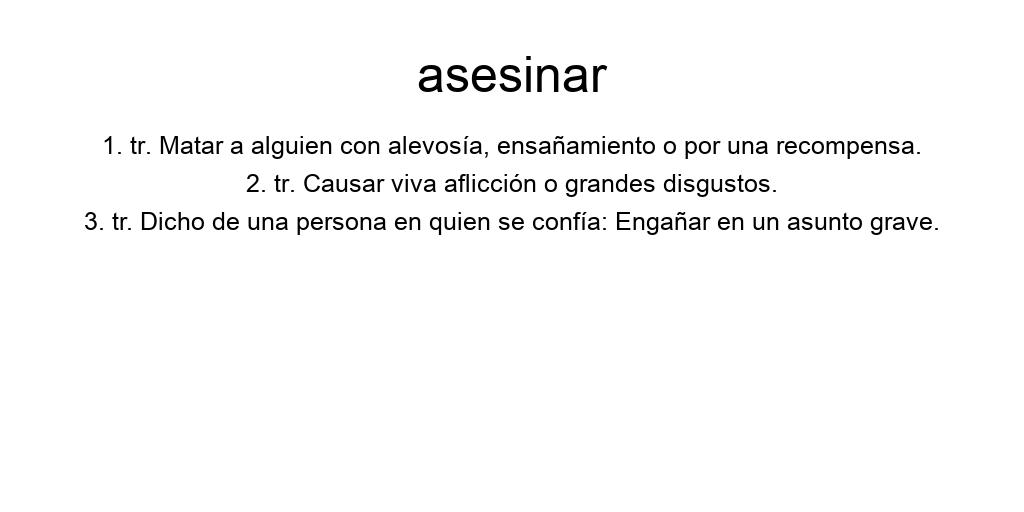 asesinar
1. tr. Matar a alguien con alevosía, ensañamiento o por una recompensa.
2. tr. Causar viva aflicción o grandes disgustos.
3. tr. Dicho de una persona en quien se confía: Engañar en un asunto grave.